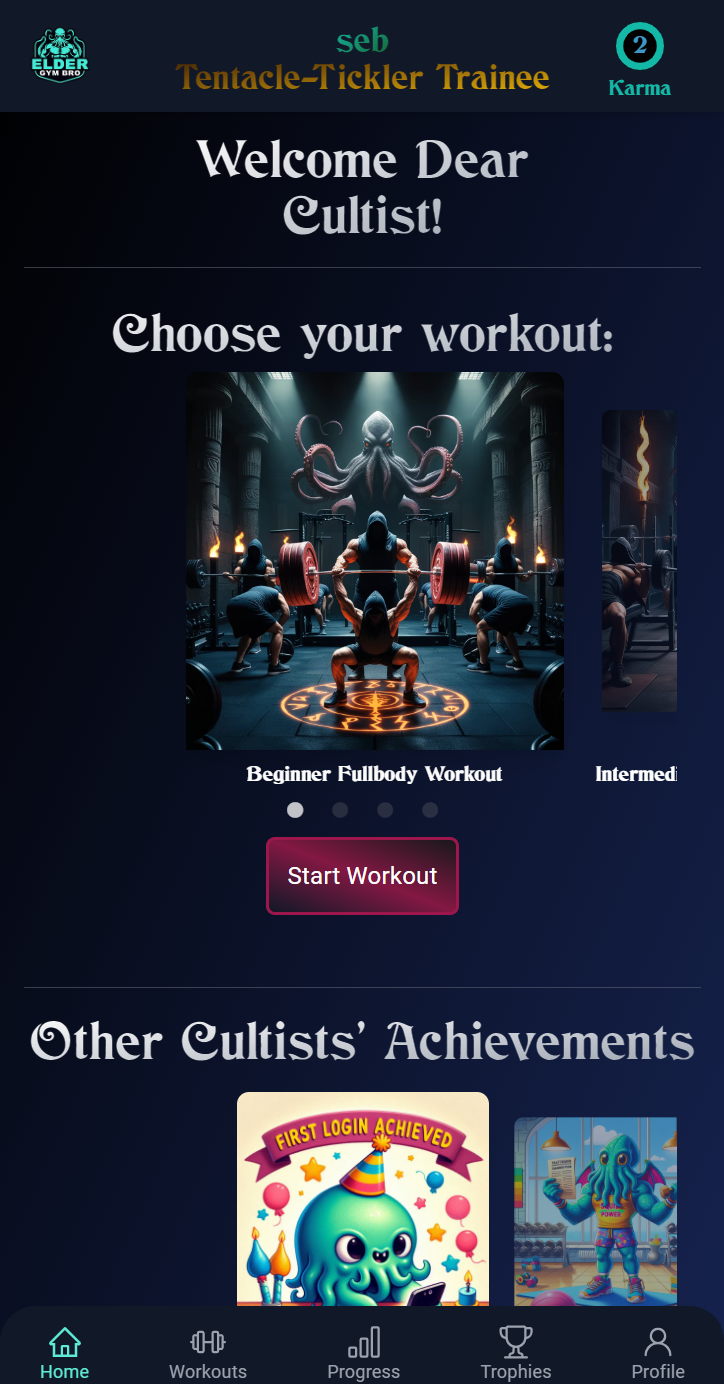 ELDER
GYM BRO
seb
Tentacle-Tickler Trainee
2
Karma
Welcome Dear
Cultist!
Choose your workout:
Beginner Fullbody Workout
Intermedi
Start Workout
Other Cultists' Achievements
FIRST LOGIN ACHIEVED
POWER
Home
Workouts
Progress
Trophies
Profile